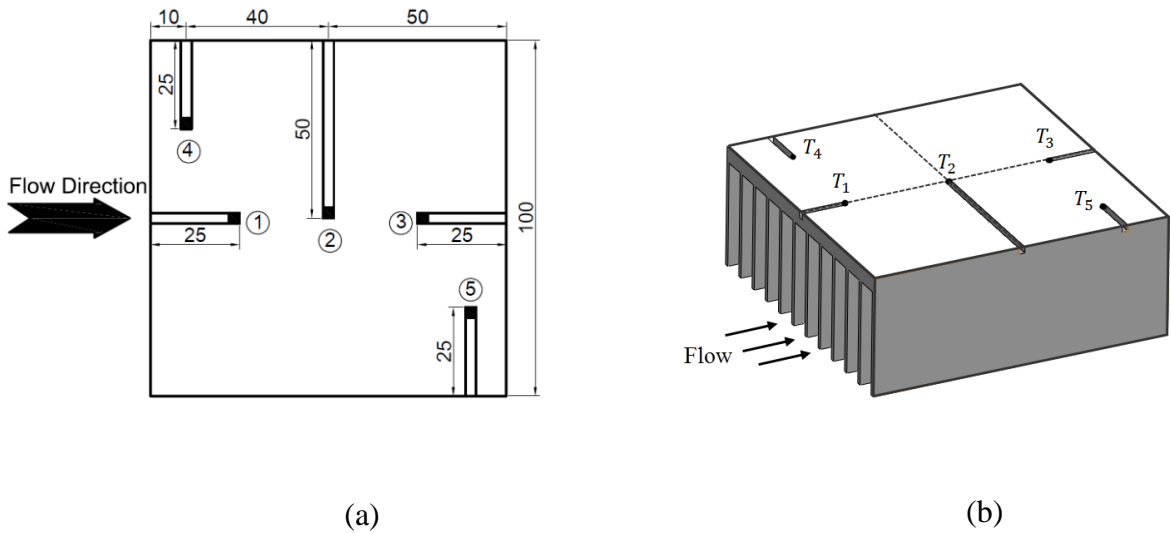 10 40 50
25
50
④
Flow Direction
100
① ② ③
25 25
⑤
25
(a)
T₄
T₃
T₂
T₁
T₅
Flow
(b)